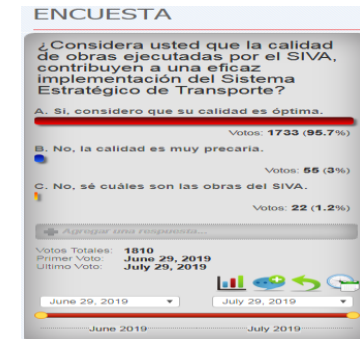 ENCUESTA
¿Considera usted que la calidad
de obras ejecutadas por el SIVA,
contribuyen a una eficaz
implementación del Sistema
Estratégico de Transporte?
A. Si, considero que su calidad es óptima.
Votos: 1733 (95.7%)
B. No, la calidad es muy precaria.
Votos: 55 (3%)
C. No, sé cuáles son las obras del SIVA.
Votos: 22 (1.2%)
Agregar una respuesta...
Votos Totales: 1810
Primer Voto: June 29, 2019
Ultimo Voto: July 29, 2019
June 29, 2019 July 29, 2019
June 2019 July 2019